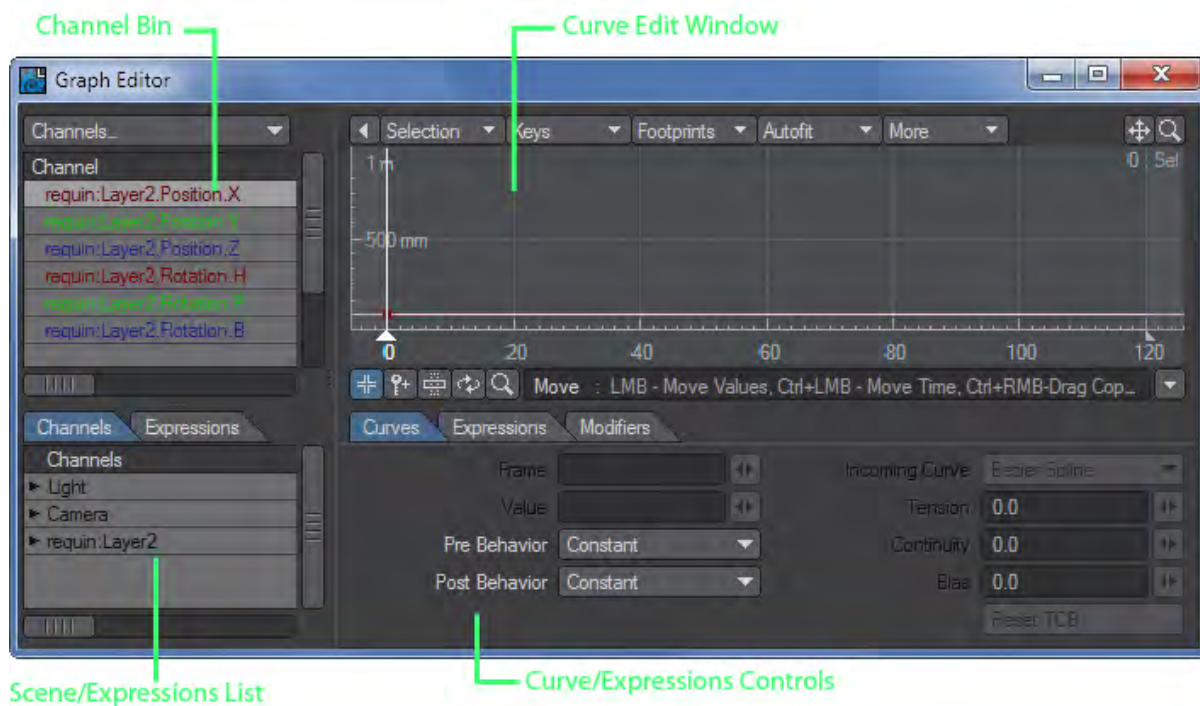 Channel Bin
Curve Edit Window
Graph Editor
Channels...
Selection Keys Footprints Autofit More
Channel
1 m
0 Sel
requin:Layer2.Position.X
requin:Layer2.Position.Y
requin:Layer2.Position.Z
requin:Layer2.Rotation.H
requin:Layer2.Rotation.P
requin:Layer2.Rotation.B
500 mm
0 20 40 60 80 100 120
Move : LMB - Move Values, Ctrl+LMB - Move Time, Ctrl+RMB-Drag Cop...
Channels Expressions
Curves Expressions Modifiers
Channels
Light
Camera
requin:Layer2
Frame
Value
Pre Behavior Constant
Post Behavior Constant
Incoming Curve Bezier Spline
Tension 0.0
Continuity 0.0
Bias 0.0
Reset TCB
Scene/Expressions List
Curve/Expressions Controls